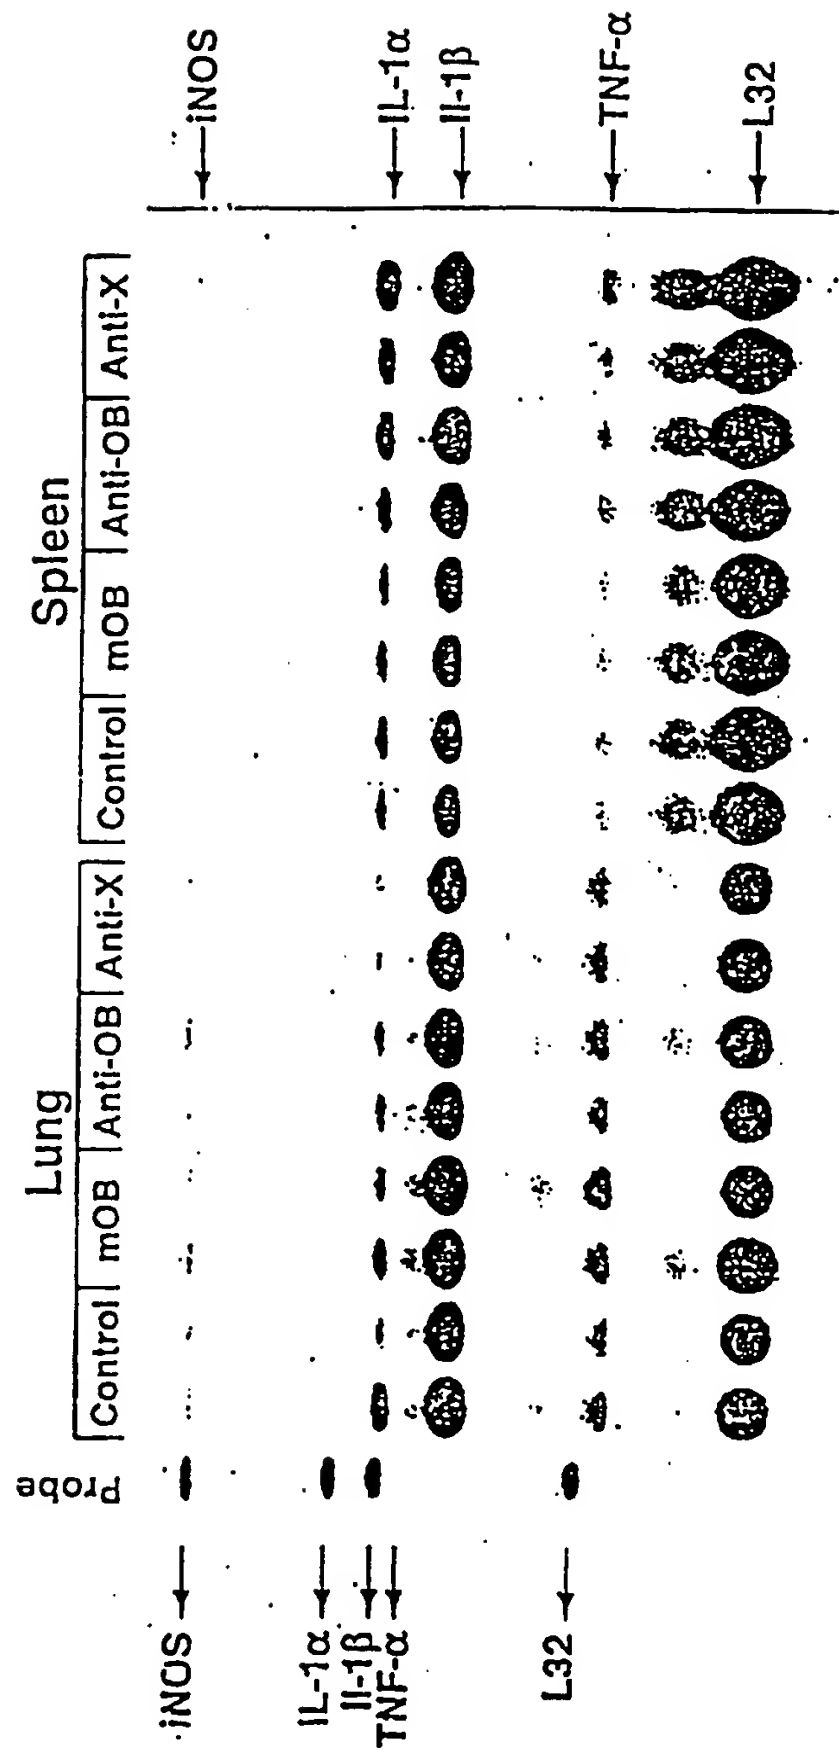 Lung
Spleen
Probe
Control
mOB
Anti-OB
Anti-X
Control
mOB
Anti-OB
Anti-X
iNOS
IL-1α
Il-1β
TNF-α
L32
iNOS
IL-1α
Il-1β
TNF-α
L32